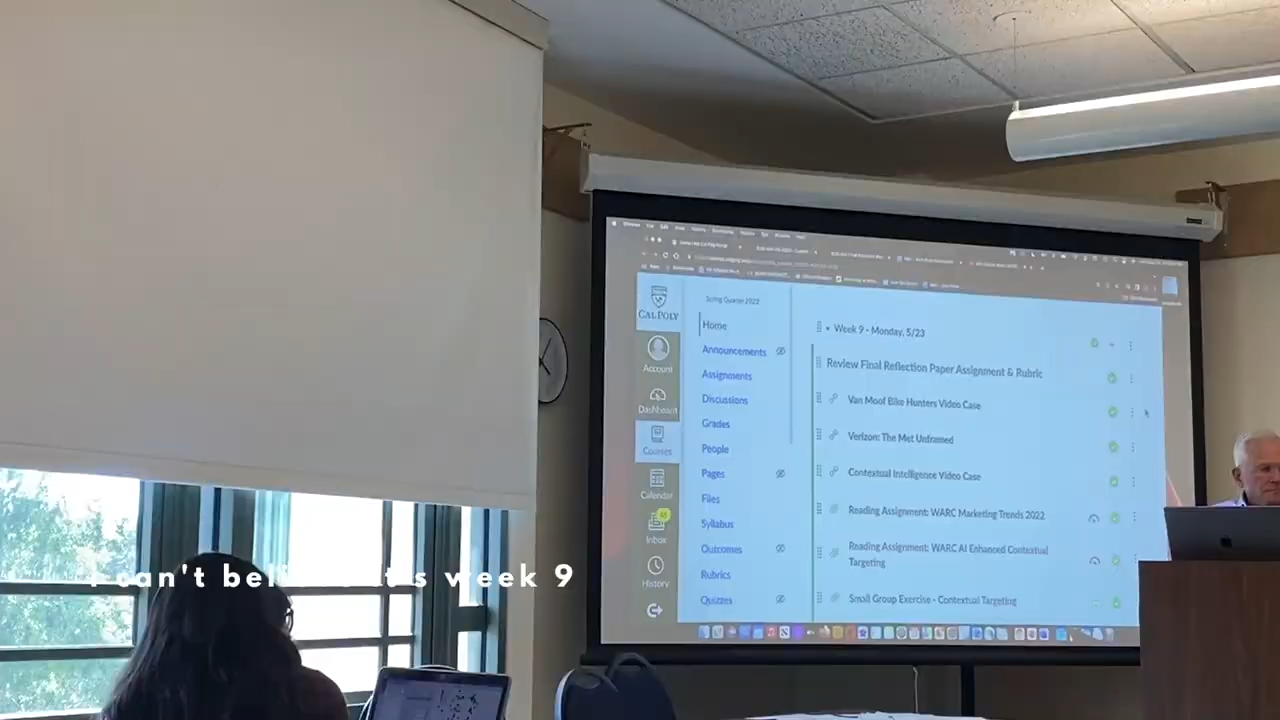 Spring Quarter 2022
CAL POLY
Account
Dashboard
Courses
Calendar
Inbox
History
Home
Announcements
Assignments
Discussions
Grades
People
Pages
Files
Syllabus
Outcomes
Rubrics
Quizzes
Week 9 - Monday, 5/23
Review Final Reflection Paper Assignment & Rubric
Van Moof Bike Hunters Video Case
Verizon: The Met Unframed
Contextual Intelligence Video Case
Reading Assignment: WARC Marketing Trends 2022
Reading Assignment: WARC AI Enhanced Contextual
Targeting
Small Group Exercise - Contextual Targeting
I can't believe it's week 9